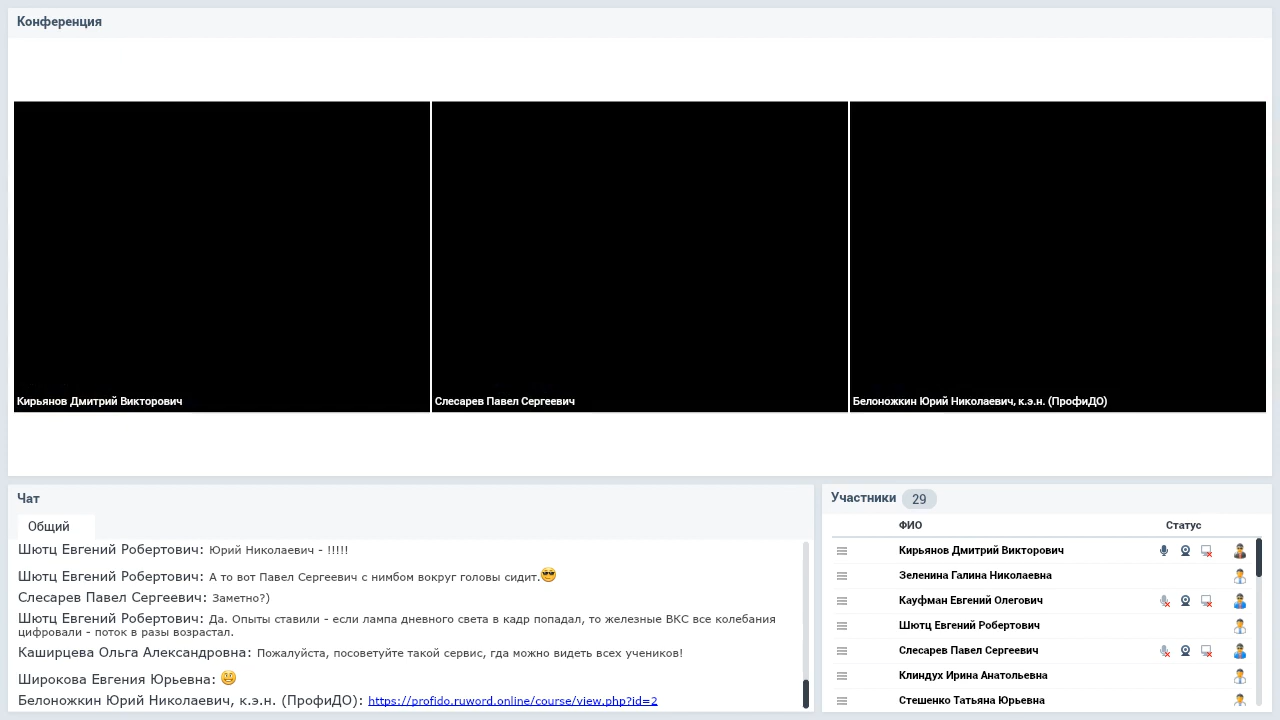 Конференция
Кирьянов Дмитрий Викторович
Слесарев Павел Сергеевич
Белоножкин Юрий Николаевич, к.э.н. (ПрофиДО)
Чат
Общий
Шютц Евгений Робертович: Юрий Николаевич - !!!!!
Шютц Евгений Робертович: А то вот Павел Сергеевич с нимбом вокруг головы сидит.
Слесарев Павел Сергеевич: Заметно?)
Шютц Евгений Робертович: Да. Опыты ставили - если лампа дневного света в кадр попадал, то железные ВКС все колебания
цифровали - поток в разы возрастал.
Каширцева Ольга Александровна: Пожалуйста, посоветуйте такой сервис, гда можно видеть всех учеников!
Широкова Евгения Юрьевна:
Белоножкин Юрий Николаевич, к.э.н. (ПрофиДО): https://profido.ruword.online/course/view.php?id=2
Участники 29
ФИО Статус
Кирьянов Дмитрий Викторович
Зеленина Галина Николаевна
Кауфман Евгений Олегович
Шютц Евгений Робертович
Слесарев Павел Сергеевич
Клиндух Ирина Анатольевна
Стешенко Татьяна Юрьевна